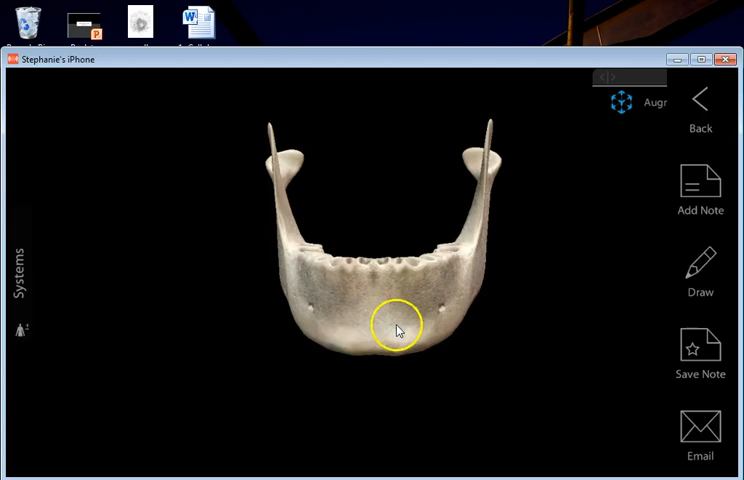 Stephanie's iPhone
Augr
Back
Add Note
Systems
Draw
Save Note
Email